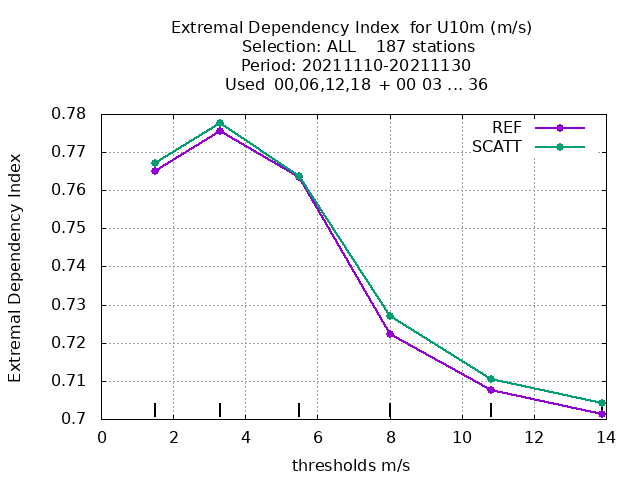 Extremal Dependency Index  for U10m (m/s)
Selection: ALL    187 stations
Period: 20211110-20211130
Used  00,06,12,18  + 00 03 ... 36
REF
SCATT
0.78
0.77
0.76
0.75
0.74
0.73
0.72
0.71
0.7
Extremal Dependency Index
0 2 4 6 8 10 12 14
thresholds m/s